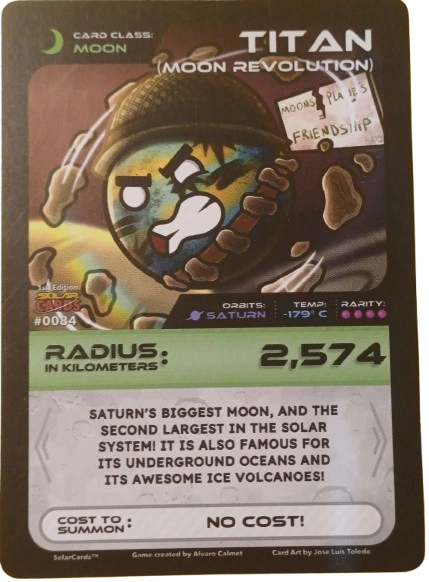 CARD CLASS:
MOON
TITAN
(MOON REVOLUTION)
MOONS PLANETS
FRIENDSHIP
1st Edition
SOLAR
CARDS
#0084
ORBITS:
SATURN
TEMP:
-179° C
RARITY:
RADIUS:
IN KILOMETERS
2,574
SATURN'S BIGGEST MOON, AND THE
SECOND LARGEST IN THE SOLAR
SYSTEM! IT IS ALSO FAMOUS FOR
ITS UNDERGROUND OCEANS AND
ITS AWESOME ICE VOLCANOES!
COST TO
SUMMON:
NO COST!
SolarCards™
Game created by Alvaro Calmet
Card Art by Jose Luis Toledo